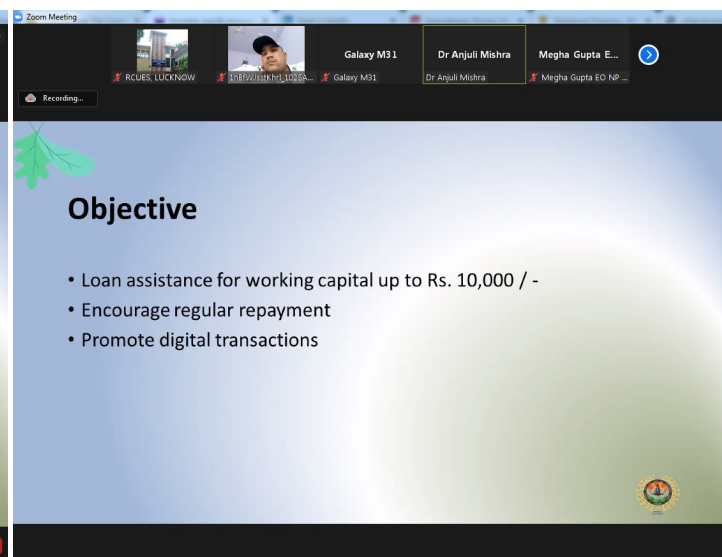 Zoom Meeting
Galaxy M31
Dr Anjuli Mishra
Megha Gupta E...
RCUES, LUCKNOW
Galaxy M31
Dr Anjuli Mishra
Megha Gupta EO NP ...
Recording...
Objective
• Loan assistance for working capital up to Rs. 10,000 / -
• Encourage regular repayment
• Promote digital transactions